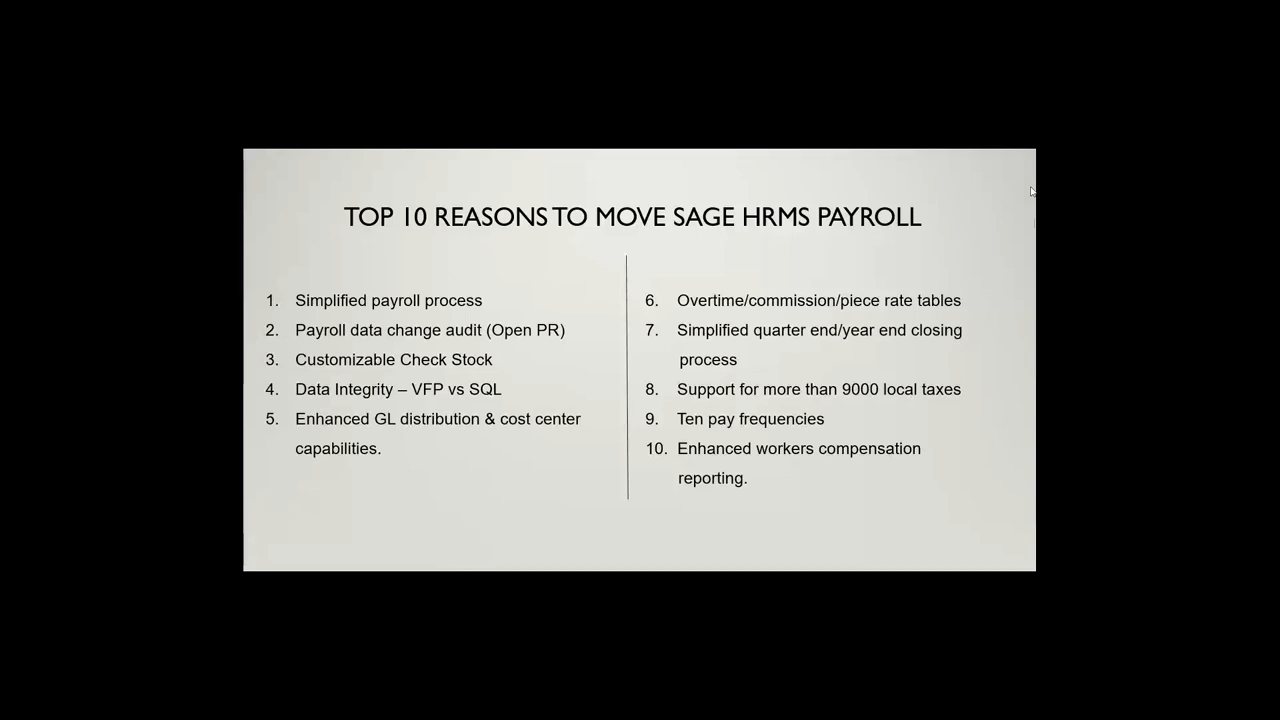 TOP 10 REASONS TO MOVE SAGE HRMS PAYROLL
1. Simplified payroll process
2. Payroll data change audit (Open PR)
3. Customizable Check Stock
4. Data Integrity – VFP vs SQL
5. Enhanced GL distribution & cost center
capabilities.
6. Overtime/commission/piece rate tables
7. Simplified quarter end/year end closing
process
8. Support for more than 9000 local taxes
9. Ten pay frequencies
10. Enhanced workers compensation
reporting.